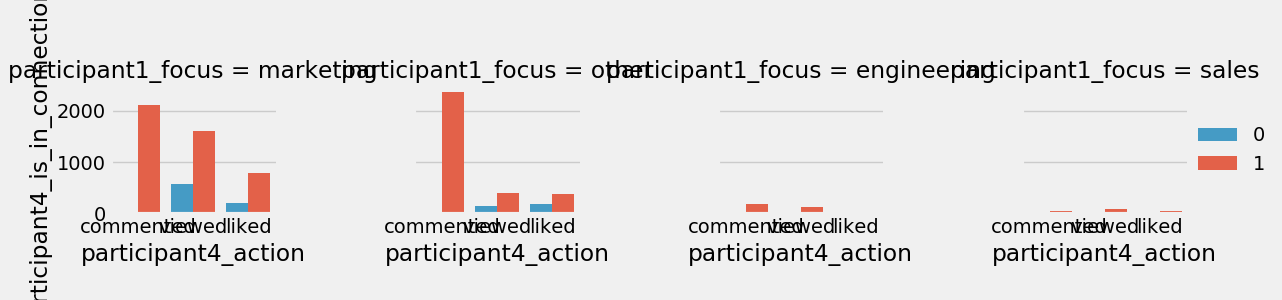 participant1_focus = marketing
participant1_focus = other
participant1_focus = engineering
participant1_focus = sales
2000
1000
0
commented viewed liked
commented viewed liked
commented viewed liked
commented viewed liked
participant4_action
participant4_action
participant4_action
participant4_action
rticipant4_is_in_connection
0
1